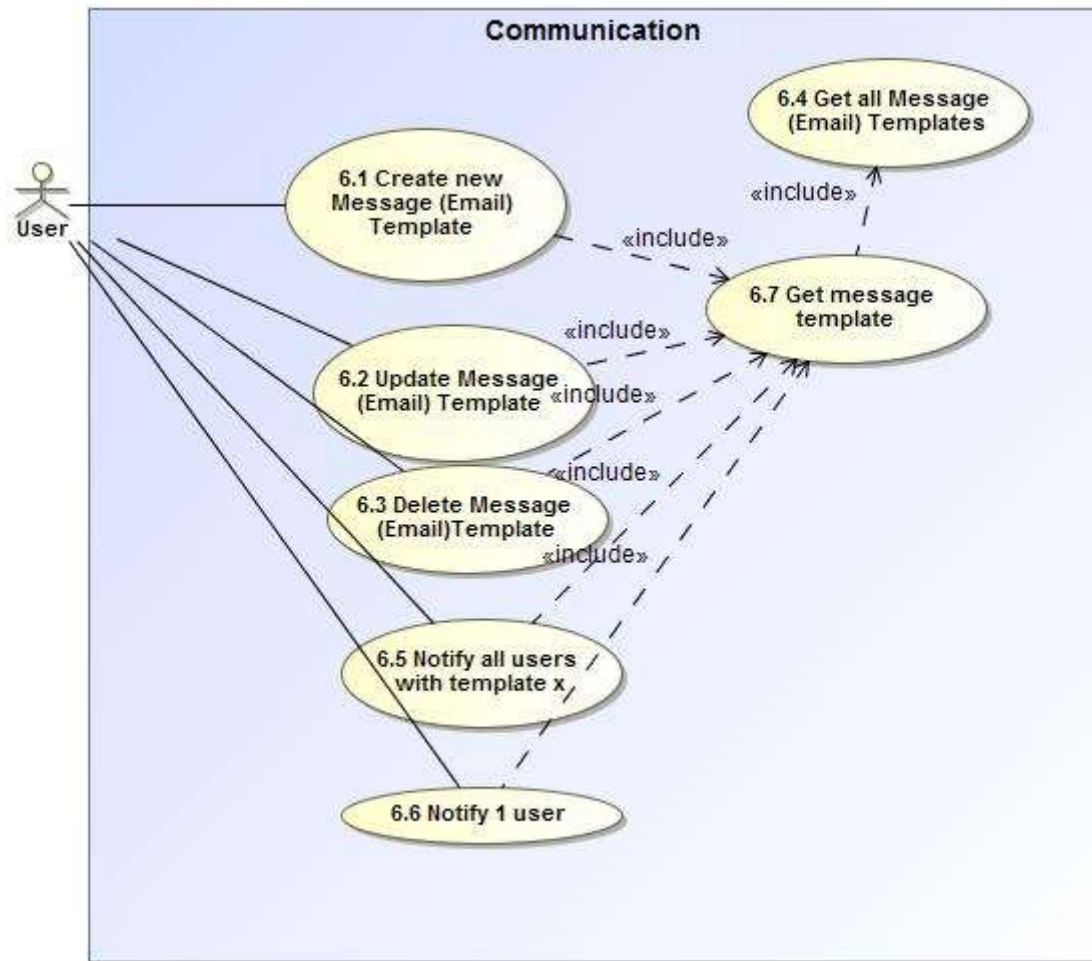 Communication
6.4 Get all Message
(Email) Templates
6.1 Create new
Message (Email)
Template
«include»
User
«include»
6.7 Get message
template
«include»
6.2 Update Message
(Email) Template
«include»
«include»
6.3 Delete Message
(Email)Template
«include»
6.5 Notify all users
with template x
6.6 Notify 1 user